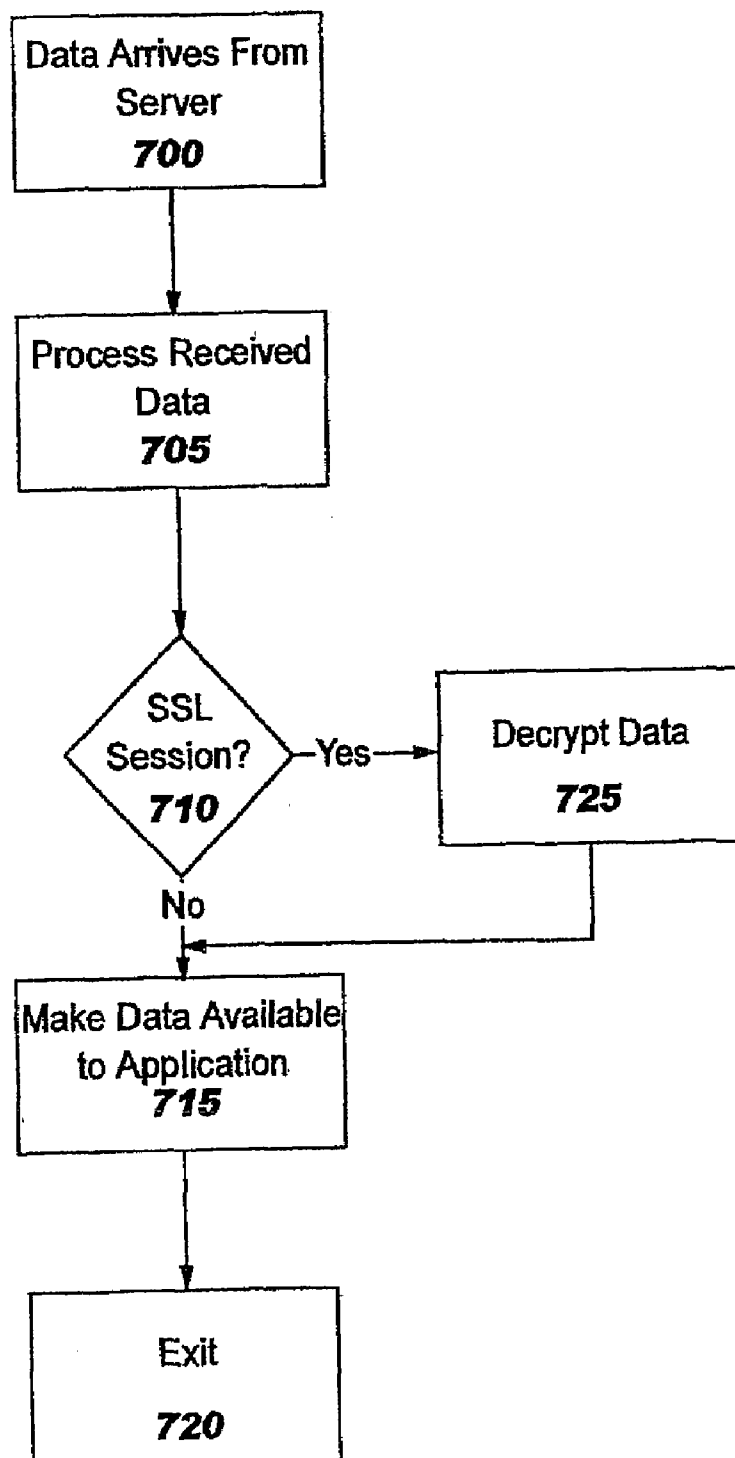 Data Arrives From
Server
700
Process Received
Data
705
SSL
Session?
710
Yes
Decrypt Data
725
No
Make Data Available
to Application
715
Exit
720